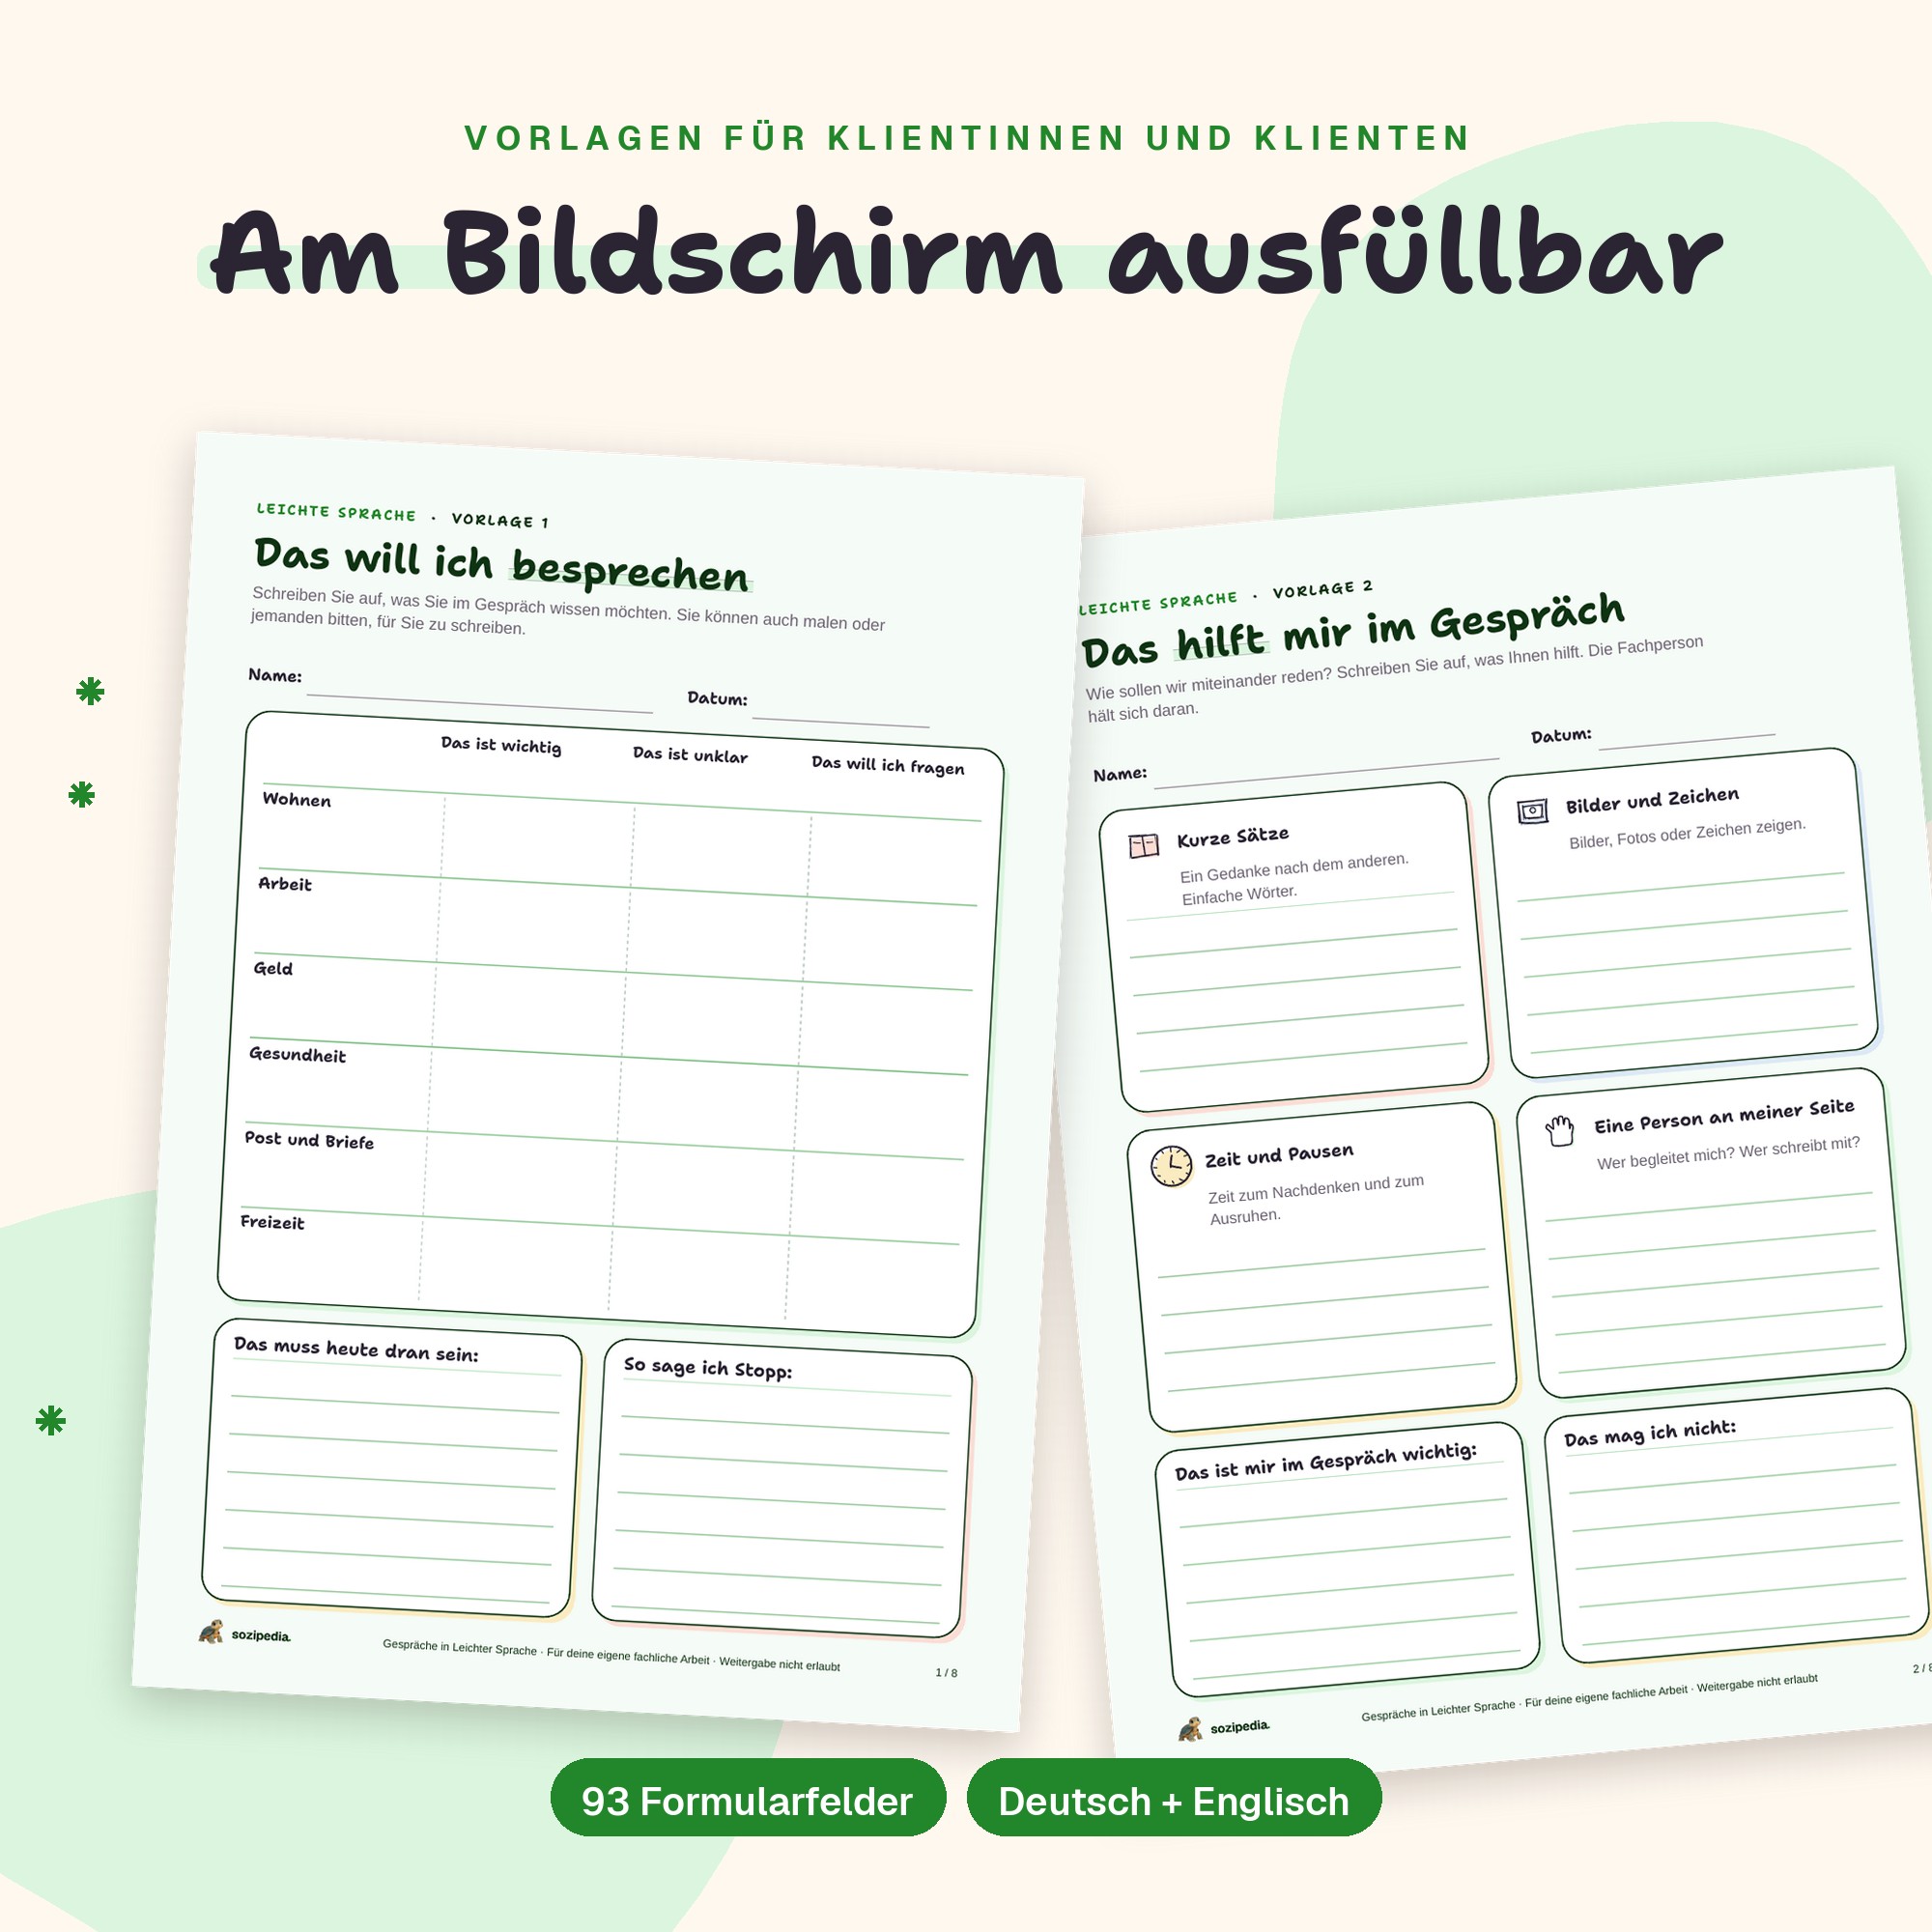 VORLAGEN FÜR KLIENTINNEN UND KLIENTEN
Am Bildschirm ausfüllbar
LEICHTE SPRACHE · VORLAGE 1
Das will ich besprechen
Schreiben Sie auf, was Sie im Gespräch wissen möchten. Sie können auch malen oder
jemanden bitten, für Sie zu schreiben.
Name:
Datum:
Das ist wichtig
Das ist unklar
Das will ich fragen
Wohnen
Arbeit
Geld
Gesundheit
Post und Briefe
Freizeit
Das muss heute dran sein:
So sage ich Stopp:
sozipedia.
Gespräche in Leichter Sprache · Für deine eigene fachliche Arbeit · Weitergabe nicht erlaubt
1 / 8
LEICHTE SPRACHE · VORLAGE 2
Das hilft mir im Gespräch
Wie sollen wir miteinander reden? Schreiben Sie auf, was Ihnen hilft. Die Fachperson
hält sich daran.
Name:
Datum:
Kurze Sätze
Ein Gedanke nach dem anderen.
Einfache Wörter.
Bilder und Zeichen
Bilder, Fotos oder Zeichen zeigen.
Zeit und Pausen
Zeit zum Nachdenken und zum
Ausruhen.
Eine Person an meiner Seite
Wer begleitet mich? Wer schreibt mit?
Das ist mir im Gespräch wichtig:
Das mag ich nicht:
sozipedia.
Gespräche in Leichter Sprache · Für deine eigene fachliche Arbeit · Weitergabe nicht erlaubt
2 / 8
93 Formularfelder
Deutsch + Englisch